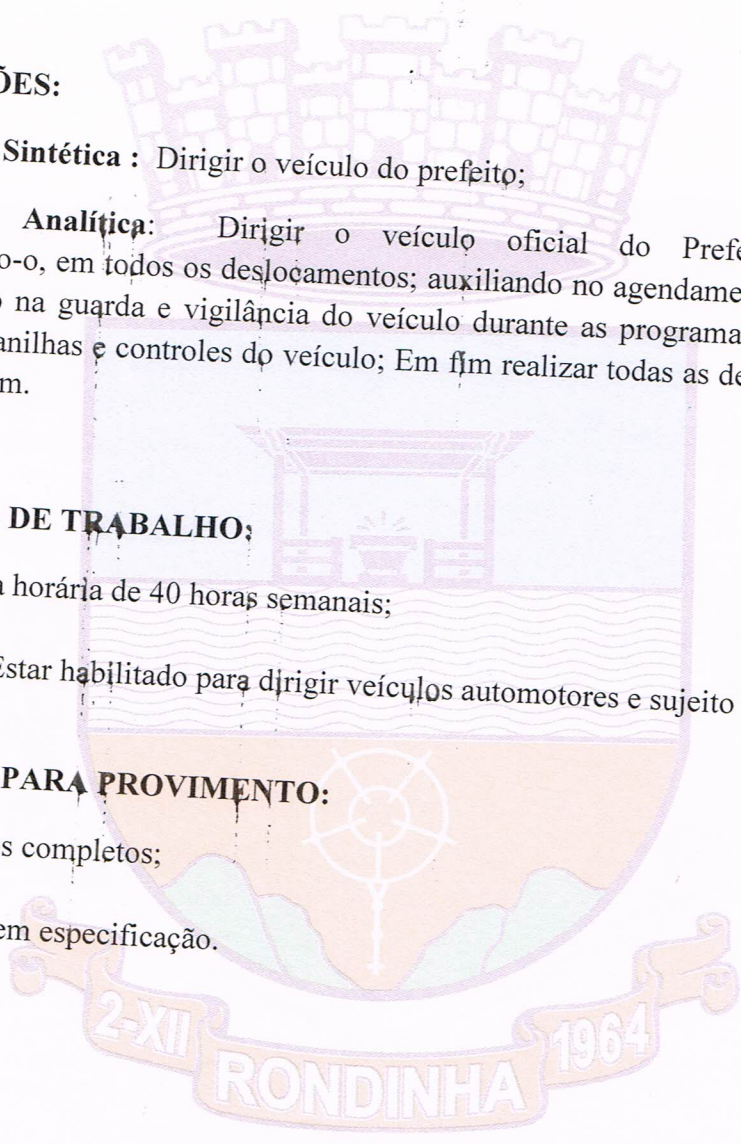 ÕES:
Sintética : Dirigir o veículo do prefeito;
Analítica: Dirigir o veículo oficial do Prefe
o-o, em todos os deslocamentos; auxiliando no agendame
o na guarda e vigilância do veículo durante as programa
anilhas e controles do veículo; Em fim realizar todas as de
m.
DE TRABALHO:
a horária de 40 horas semanais;
Estar habilitado para dirigir veículos automotores e sujeito
PARA PROVIMENTO:
s completos;
em especificação.
2-XII
RONDINHA
1964